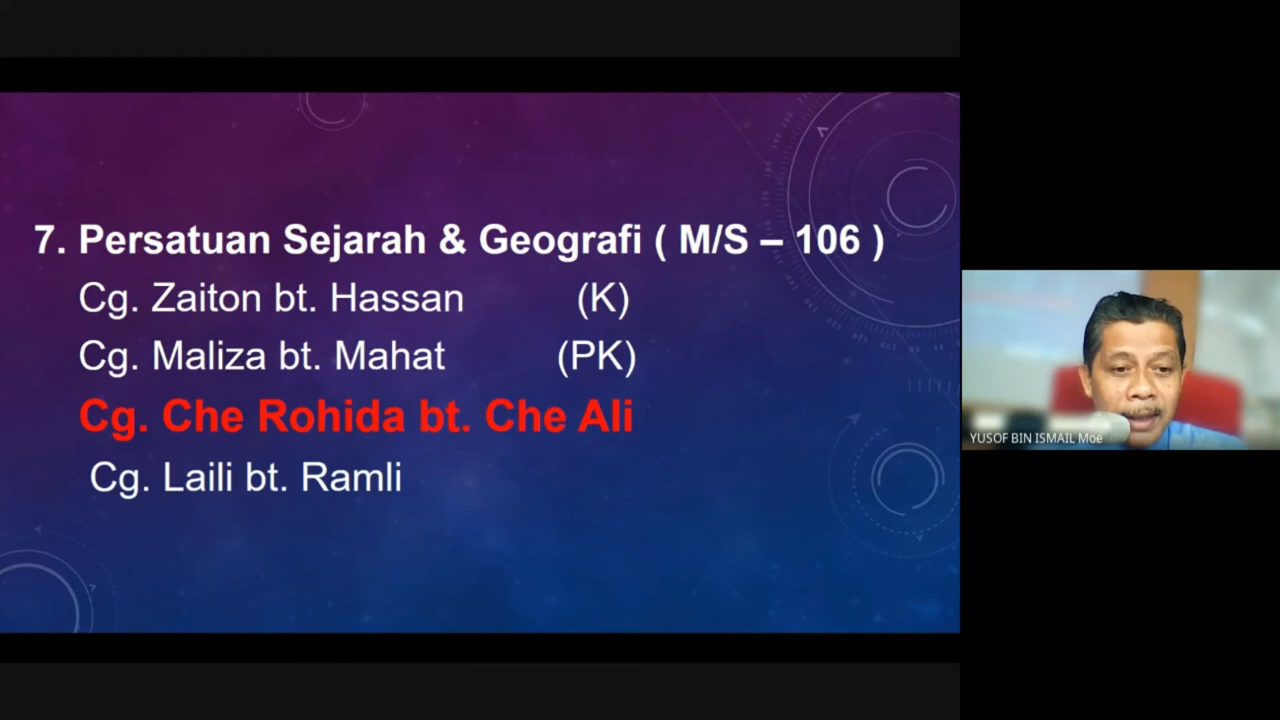 7. Persatuan Sejarah & Geografi ( M/S – 106 )
Cg. Zaiton bt. Hassan (K)
Cg. Maliza bt. Mahat (PK)
Cg. Che Rohida bt. Che Ali
Cg. Laili bt. Ramli
YUSOF BIN ISMAIL Moe